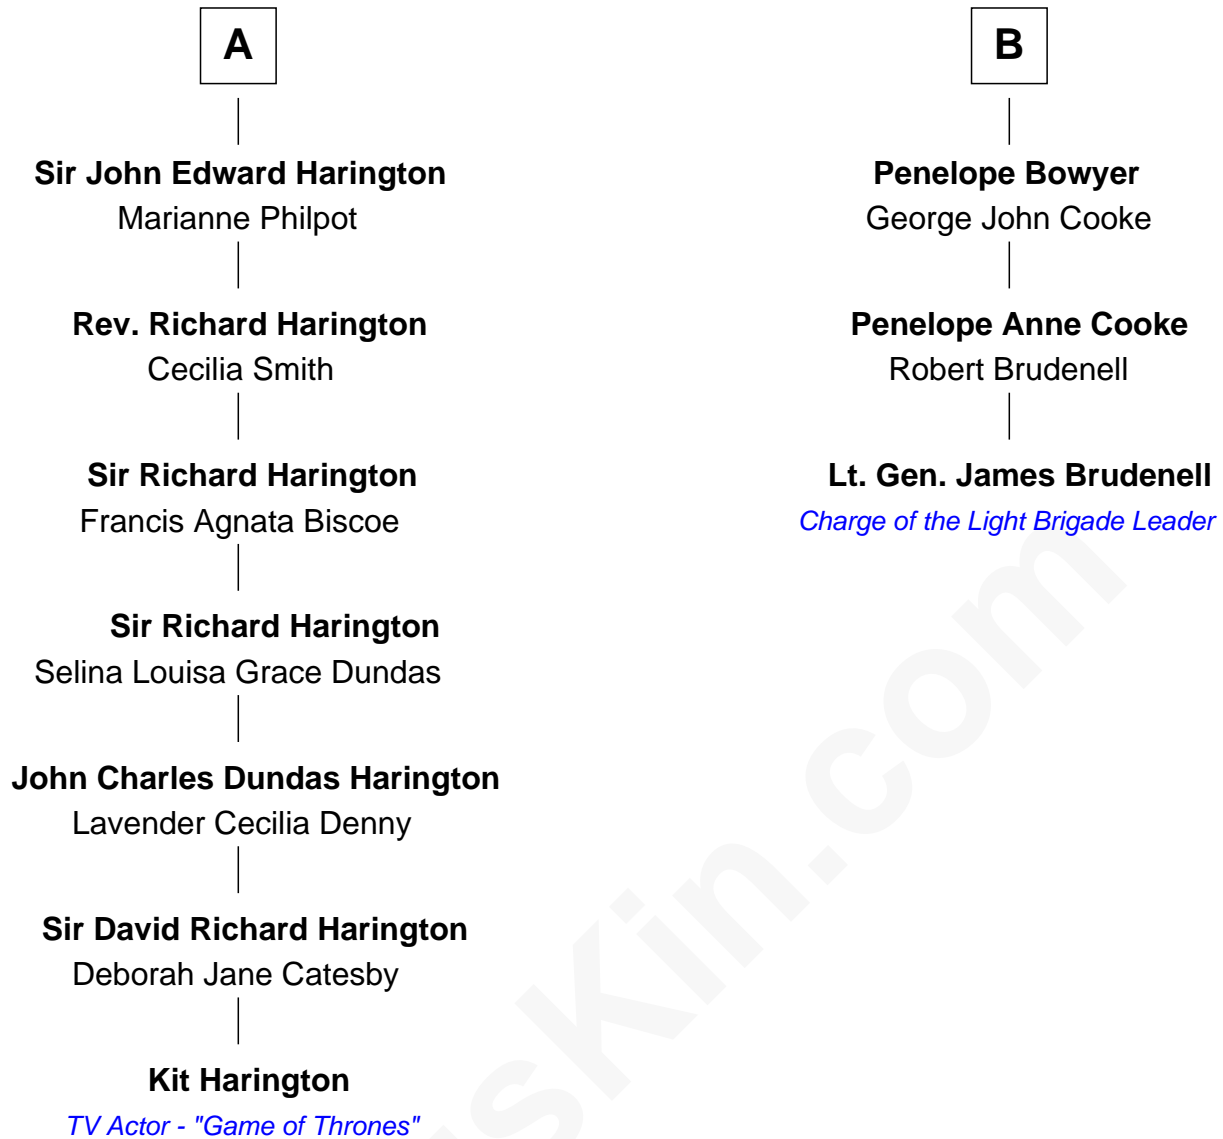 A
Sir John Edward Harington
Marianne Philpot
Rev. Richard Harington
Cecilia Smith
Sir Richard Harington
Francis Agnata Biscoe
Sir Richard Harington
Selina Louisa Grace Dundas
John Charles Dundas Harington
Lavender Cecilia Denny
Sir David Richard Harington
Deborah Jane Catesby
Kit Harington
TV Actor - "Game of Thrones"
B
Penelope Bowyer
George John Cooke
Penelope Anne Cooke
Robert Brudenell
Lt. Gen. James Brudenell
Charge of the Light Brigade Leader
sKin.com